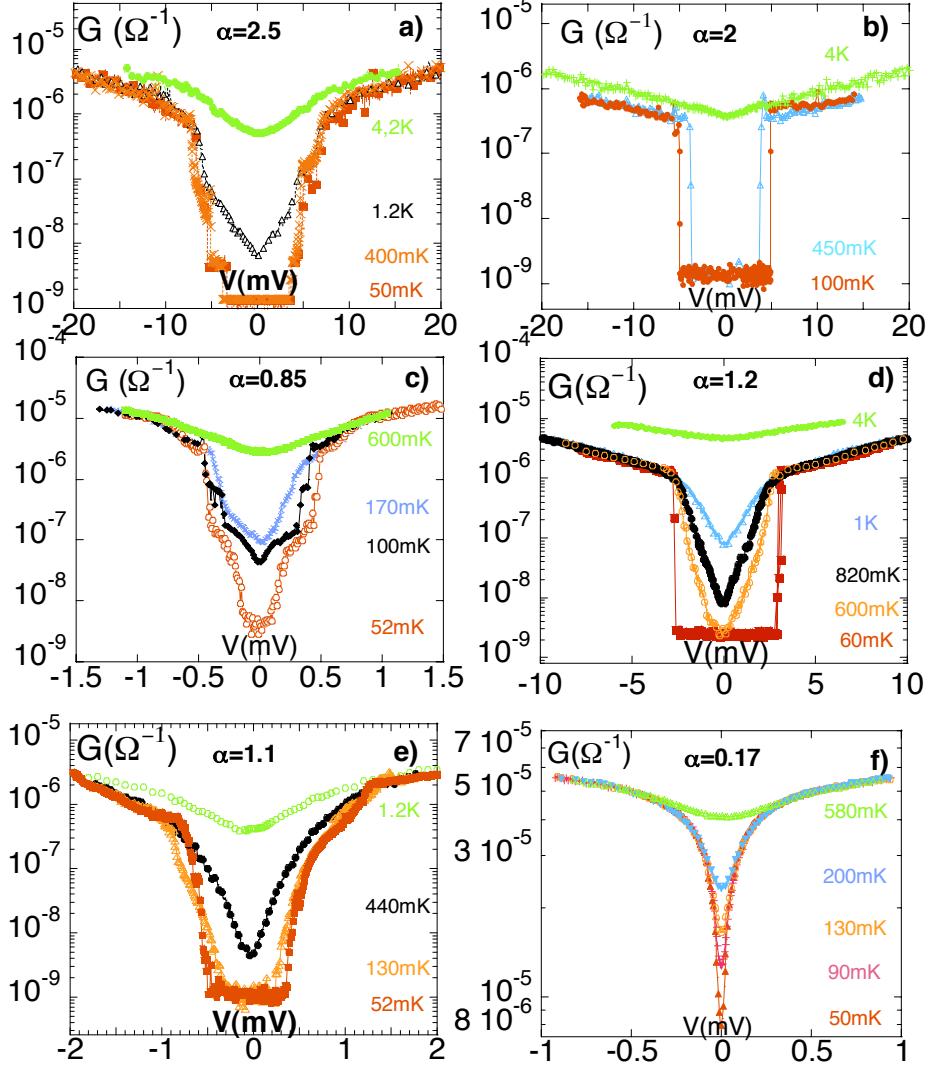 G (Ω⁻¹) α=2.5 a)
10⁻⁵
10⁻⁶
10⁻⁷
10⁻⁸
10⁻⁹
4,2K
1.2K
400mK
50mK
V(mV)
-20 -10 0 10 20
G (Ω⁻¹) α=2 b)
10⁻⁵
10⁻⁶
10⁻⁷
10⁻⁸
10⁻⁹
4K
450mK
100mK
V(mV)
-20 -10 0 10 20
G (Ω⁻¹) α=0.85 c)
10⁻⁴
10⁻⁵
10⁻⁶
10⁻⁷
10⁻⁸
10⁻⁹
600mK
170mK
100mK
52mK
V(mV)
-1.5 -1 -0.5 0 0.5 1 1.5
G(Ω⁻¹) α=1.2 d)
10⁻⁴
10⁻⁵
10⁻⁶
10⁻⁷
10⁻⁸
10⁻⁹
4K
1K
820mK
600mK
60mK
V(mV)
-10 -5 0 5 10
G(Ω⁻¹) α=1.1 e)
10⁻⁵
10⁻⁶
10⁻⁷
10⁻⁸
10⁻⁹
1.2K
440mK
130mK
52mK
V(mV)
-2 -1 0 1 2
G(Ω⁻¹) α=0.17 f)
7 10⁻⁵
5 10⁻⁵
3 10⁻⁵
10⁻⁵
8 10⁻⁶
580mK
200mK
130mK
90mK
50mK
V(mV)
-1 -0.5 0 0.5 1